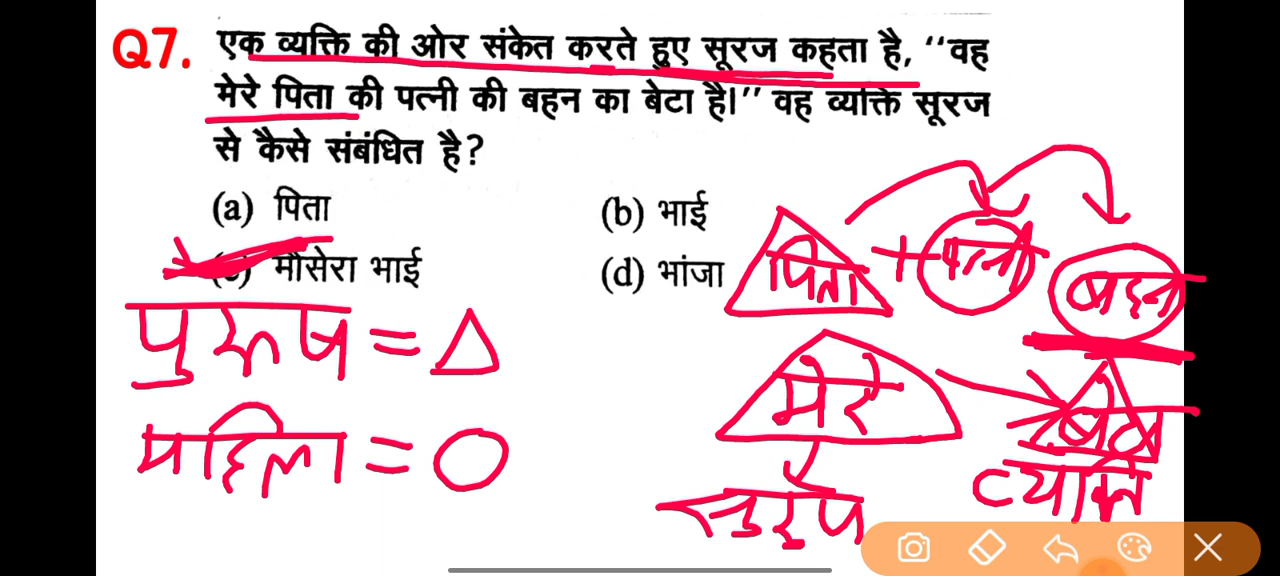 Q7. एक व्यक्ति की ओर संकेत करते हुए सूरज कहता है, ‘‘वह
मेरे पिता की पत्नी की बहन का बेटा है।’’ वह व्यक्ति सूरज
से कैसे संबंधित है?
(a) पिता (b) भाई
(c) मौसेरा भाई (d) भांजा
पिता + पत्नी बहन
पुरुष = Δ
मेरे बेटा
महिला = O
व्यक्ति
सुरज